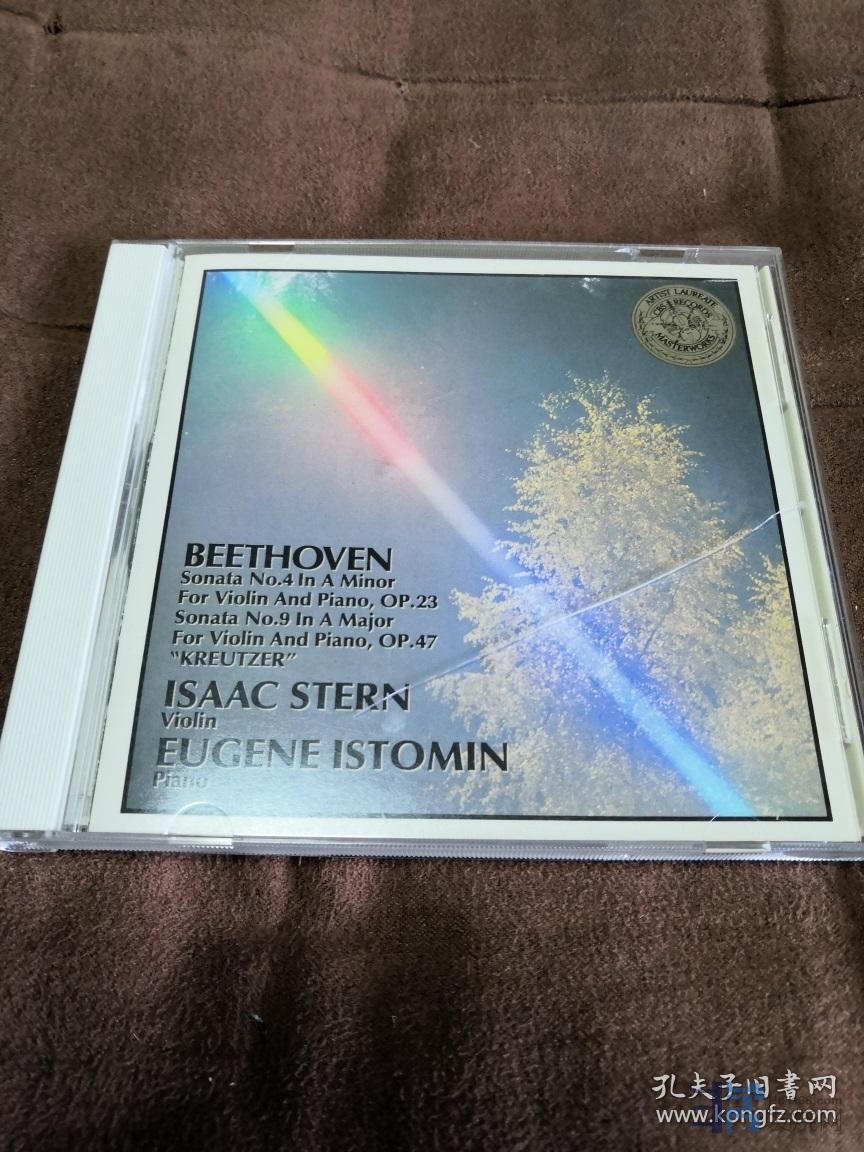 ARTIST LAUREATE
CBS RECORDS
MASTERWORKS
BEETHOVEN
Sonata No.4 In A Minor
For Violin And Piano, OP.23
Sonata No.9 In A Major
For Violin And Piano, OP.47
"KREUTZER"
ISAAC STERN
Violin
EUGENE ISTOMIN
Piano
孔夫子旧書网
www.kongfz.com